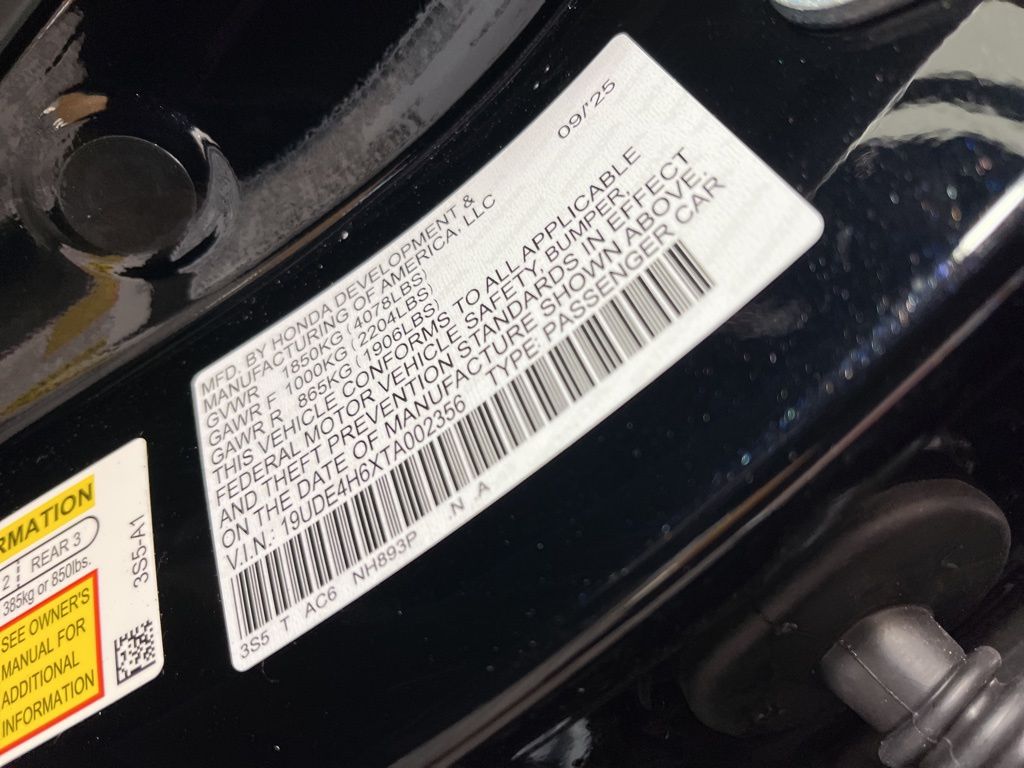 MFD. BY HONDA DEVELOPMENT & 09/'25
MANUFACTURING OF AMERICA, LLC
GVWR 1850KG (4078LBS)
GAWR F 1000KG (2204LBS)
GAWR R 865KG (1906LBS)
THIS VEHICLE CONFORMS TO ALL APPLICABLE
FEDERAL MOTOR VEHICLE SAFETY, BUMPER,
AND THEFT PREVENTION STANDARDS IN EFFECT
ON THE DATE OF MANUFACTURE SHOWN ABOVE.
V.I.N.: 19UDE4H6XTA002356 TYPE: PASSENGER CAR
3S5 T AC6 NH893P N A
RMATION
2 REAR 3
385kg or 850lbs.
SEE OWNER'S
MANUAL FOR
ADDITIONAL
INFORMATION
3S5-A1